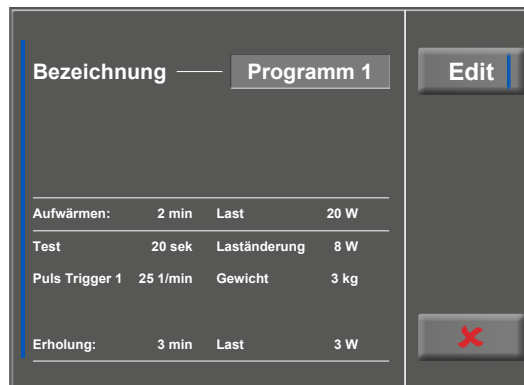 Bezeichnung Programm 1 Edit
Aufwärmen: 2 min Last 20 W
Test 20 sek Laständerung 8 W
Puls Trigger 1 25 1/min Gewicht 3 kg
Erholung: 3 min Last 3 W